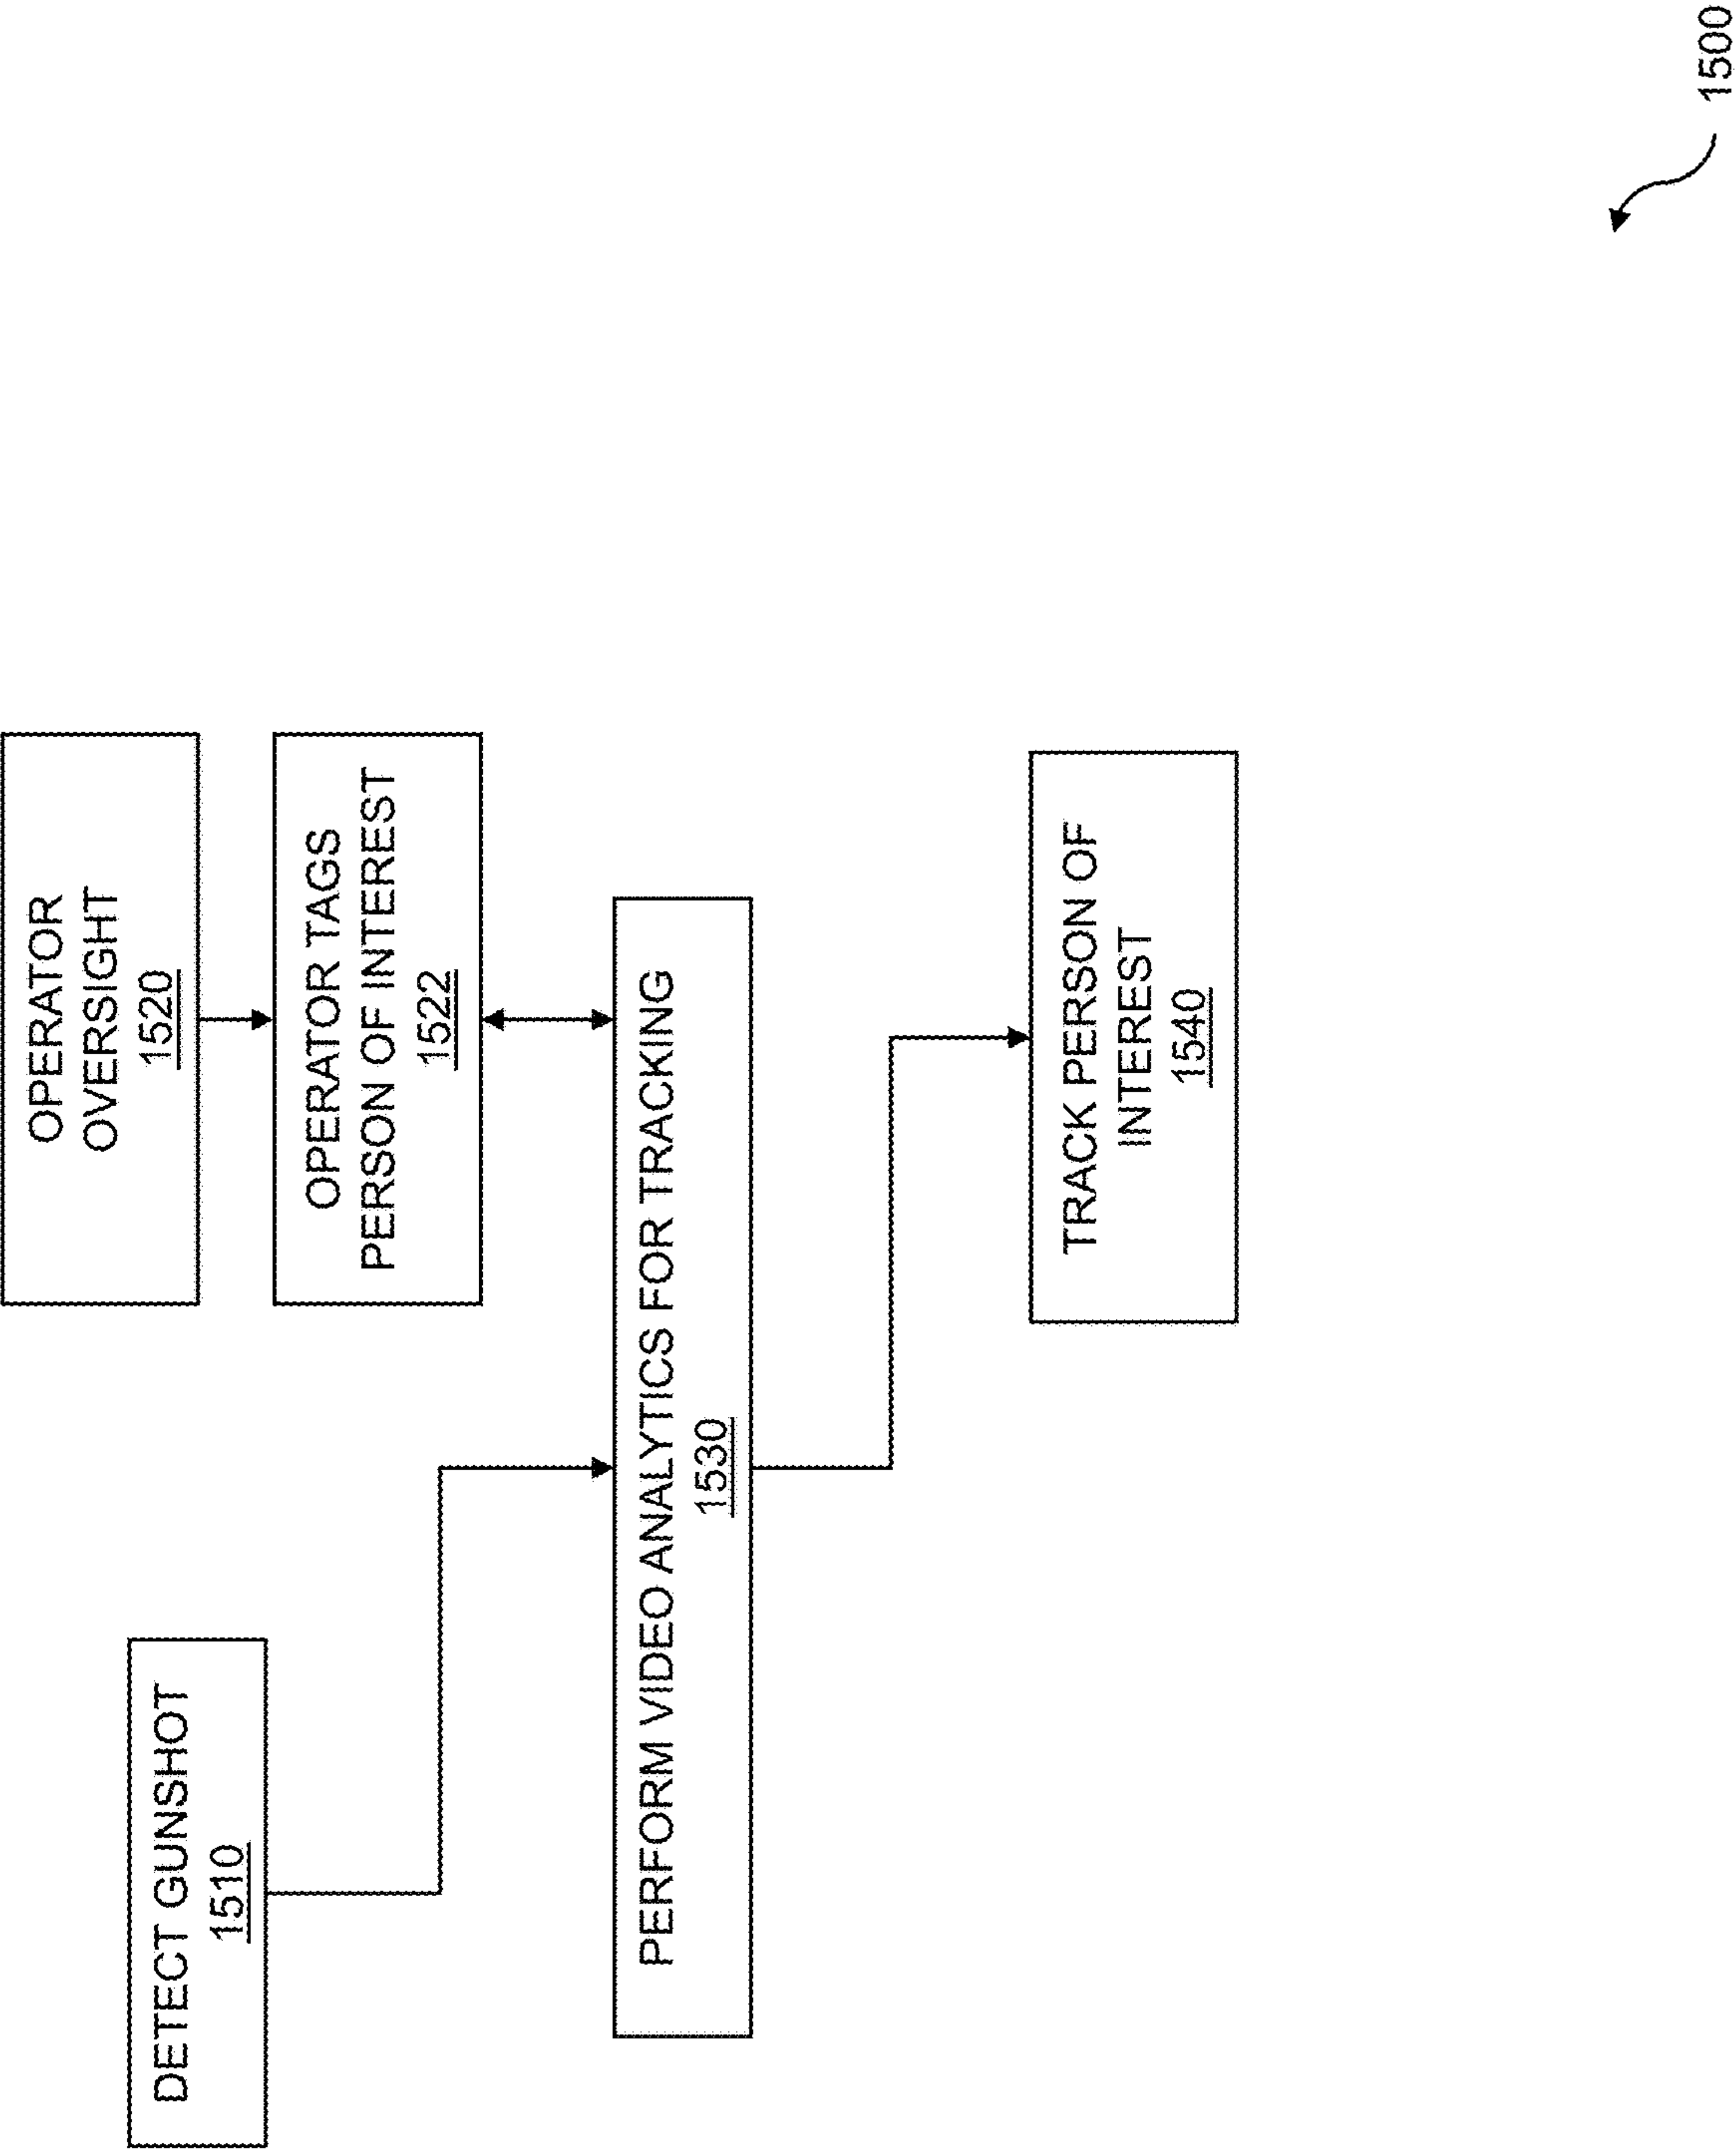 OPERATOR
OVERSIGHT
1520
DETECT GUNSHOT
1510
OPERATOR TAGS
PERSON OF INTEREST
1522
PERFORM VIDEO ANALYTICS FOR TRACKING
1530
TRACK PERSON OF
INTEREST
1540
1500